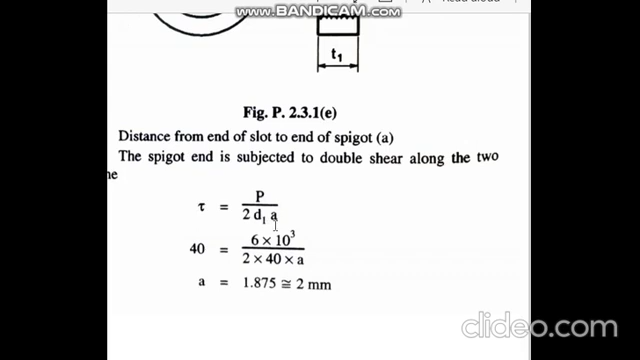 Read aloud
WWW.BANDICAM.COM
t₁
Fig. P. 2.3.1(e)
Distance from end of slot to end of spigot (a)
The spigot end is subjected to double shear along the two
ne
τ = P / 2 d₁ a
40 = 6 × 10³ / 2 × 40 × a
a = 1.875 ≅ 2 mm
clideo.com